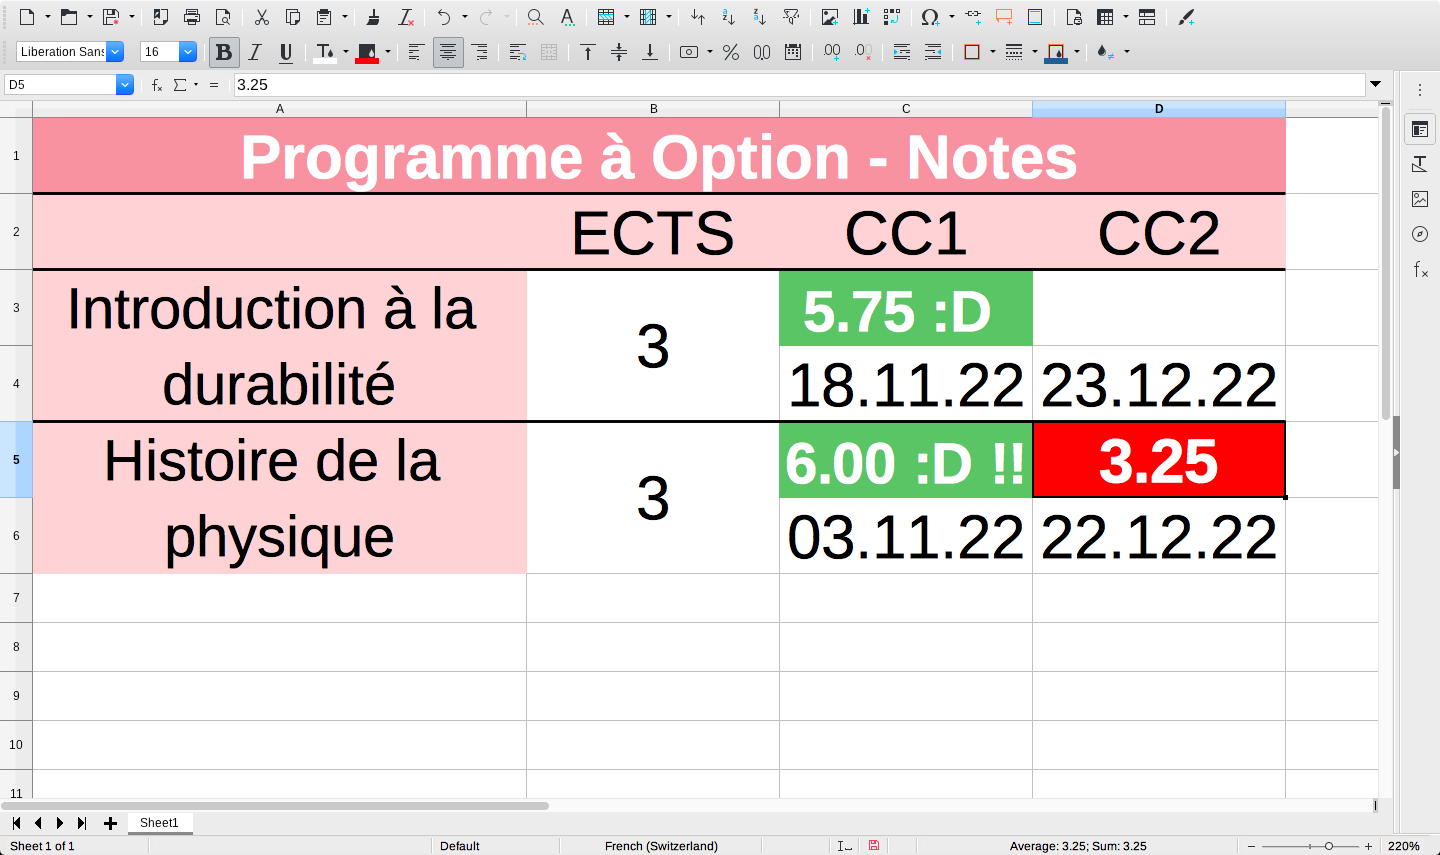 Liberation Sans
16
D5
3.25
A
B
C
D
1
Programme à Option - Notes
2
ECTS
CC1
CC2
3
Introduction à la
3
5.75 :D
4
durabilité
18.11.22
23.12.22
5
Histoire de la
3
6.00 :D !!
3.25
6
physique
03.11.22
22.12.22
7
8
9
10
11
Sheet1
Sheet 1 of 1
Default
French (Switzerland)
Average: 3.25; Sum: 3.25
220%